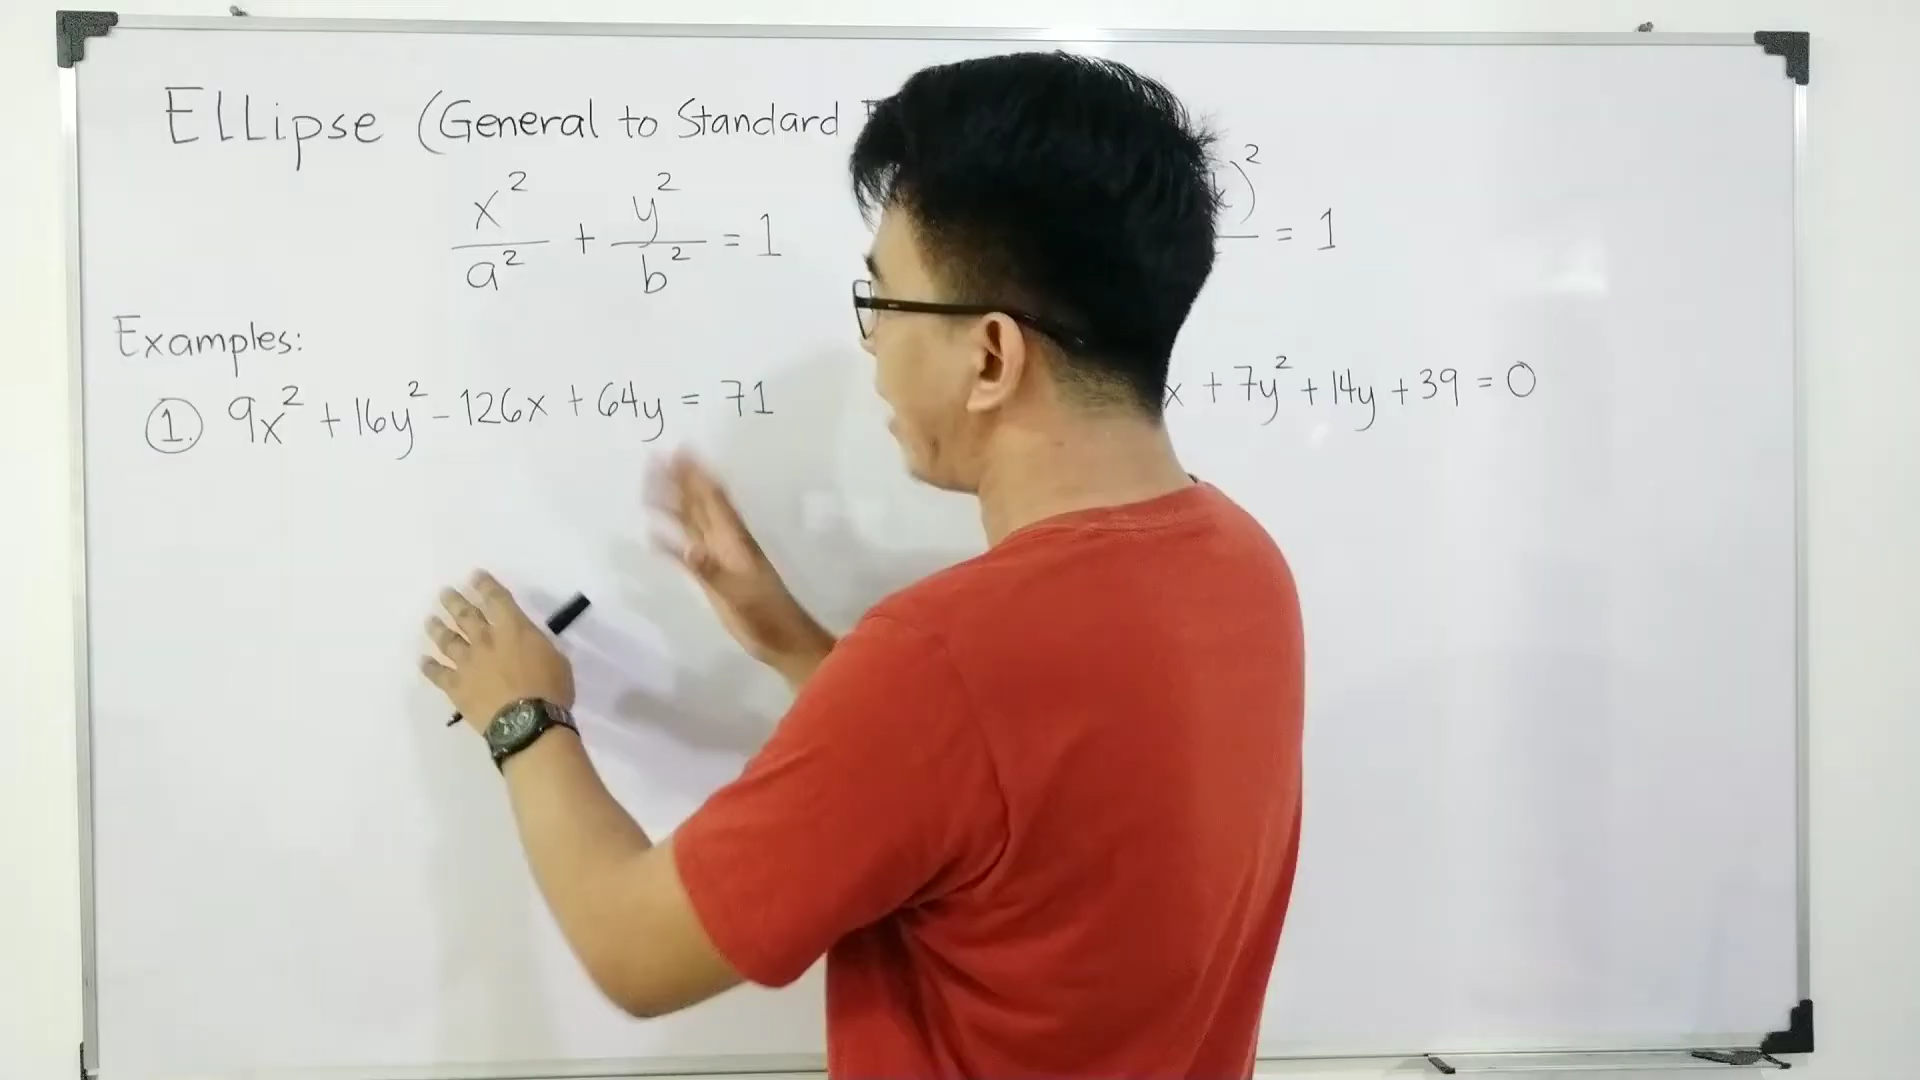 Ellipse (General to Standard
x² / a² + y² / b² = 1
)² = 1
Examples:
1. 9x² + 16y² - 126x + 64y = 71
x + 7y² + 14y + 39 = 0